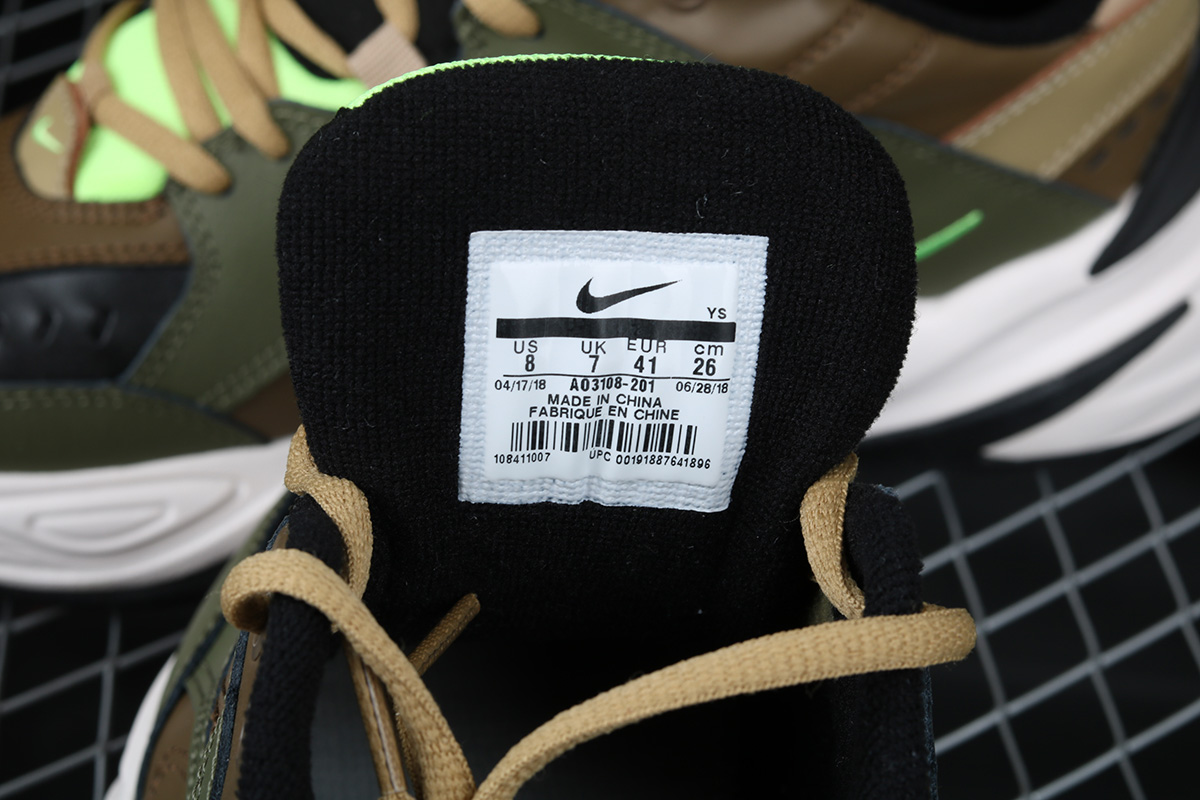 YS
US UK EUR cm
8 7 41 26
04/17/18 AO3108-201 06/28/18
MADE IN CHINA
FABRIQUE EN CHINE
108411007 UPC 00191887641896